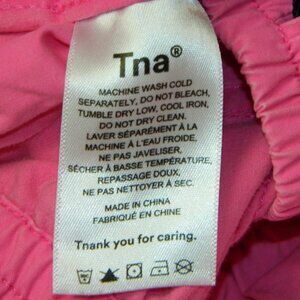 Tna®
MACHINE WASH COLD
SEPARATELY, DO NOT BLEACH,
TUMBLE DRY LOW, COOL IRON,
DO NOT DRY CLEAN.
LAVER SÉPARÉMENT À LA
MACHINE À L'EAU FROIDE,
NE PAS JAVELISER,
SÉCHER À BASSE TEMPÉRATURE,
REPASSAGE DOUX,
NE PAS NETTOYER À SEC.
MADE IN CHINA
FABRIQUÉ EN CHINE
Thank you for caring.